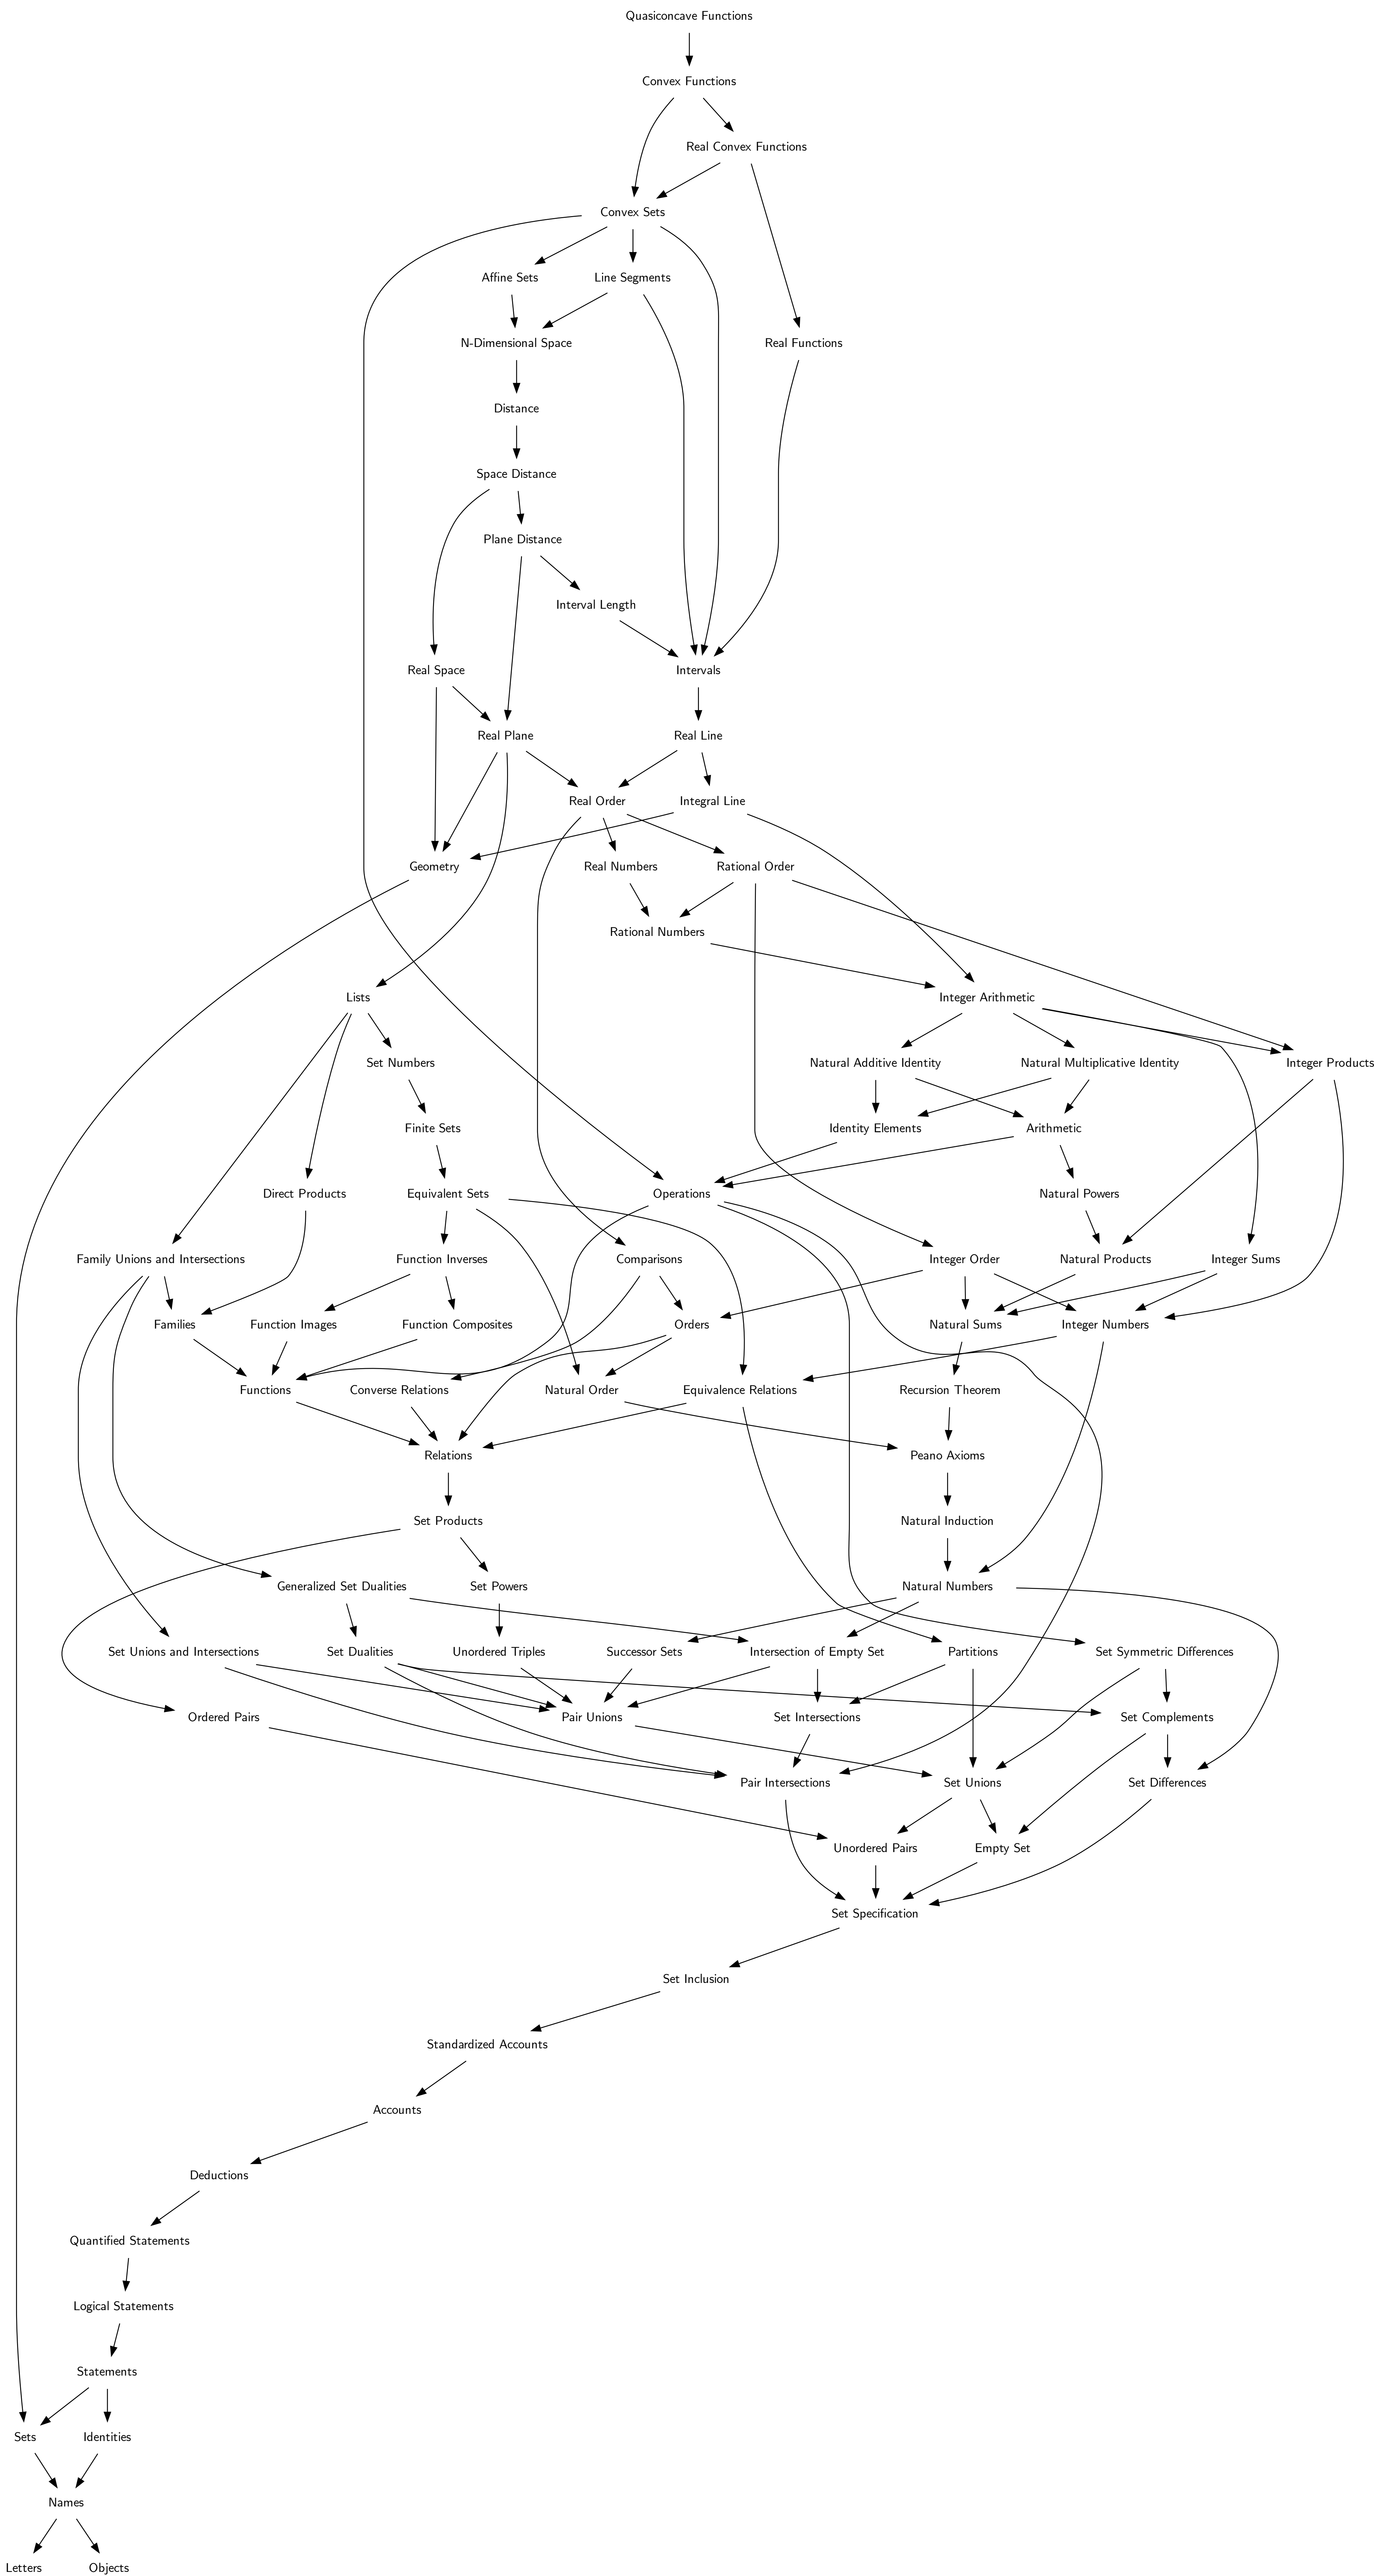 Quasiconcave Functions
Convex Functions
Real Convex Functions
Convex Sets
Affine Sets
Line Segments
N-Dimensional Space
Real Functions
Distance
Space Distance
Plane Distance
Interval Length
Real Space
Intervals
Real Plane
Real Line
Real Order
Integral Line
Geometry
Real Numbers
Rational Order
Rational Numbers
Lists
Integer Arithmetic
Set Numbers
Natural Additive Identity
Natural Multiplicative Identity
Integer Products
Finite Sets
Identity Elements
Arithmetic
Direct Products
Equivalent Sets
Operations
Natural Powers
Family Unions and Intersections
Function Inverses
Comparisons
Integer Order
Natural Products
Integer Sums
Families
Function Images
Function Composites
Orders
Natural Sums
Integer Numbers
Functions
Converse Relations
Natural Order
Equivalence Relations
Recursion Theorem
Relations
Peano Axioms
Set Products
Natural Induction
Generalized Set Dualities
Set Powers
Natural Numbers
Set Unions and Intersections
Set Dualities
Unordered Triples
Successor Sets
Intersection of Empty Set
Partitions
Set Symmetric Differences
Ordered Pairs
Pair Unions
Set Intersections
Set Complements
Pair Intersections
Set Unions
Set Differences
Unordered Pairs
Empty Set
Set Specification
Set Inclusion
Standardized Accounts
Accounts
Deductions
Quantified Statements
Logical Statements
Statements
Sets
Identities
Names
Letters
Objects